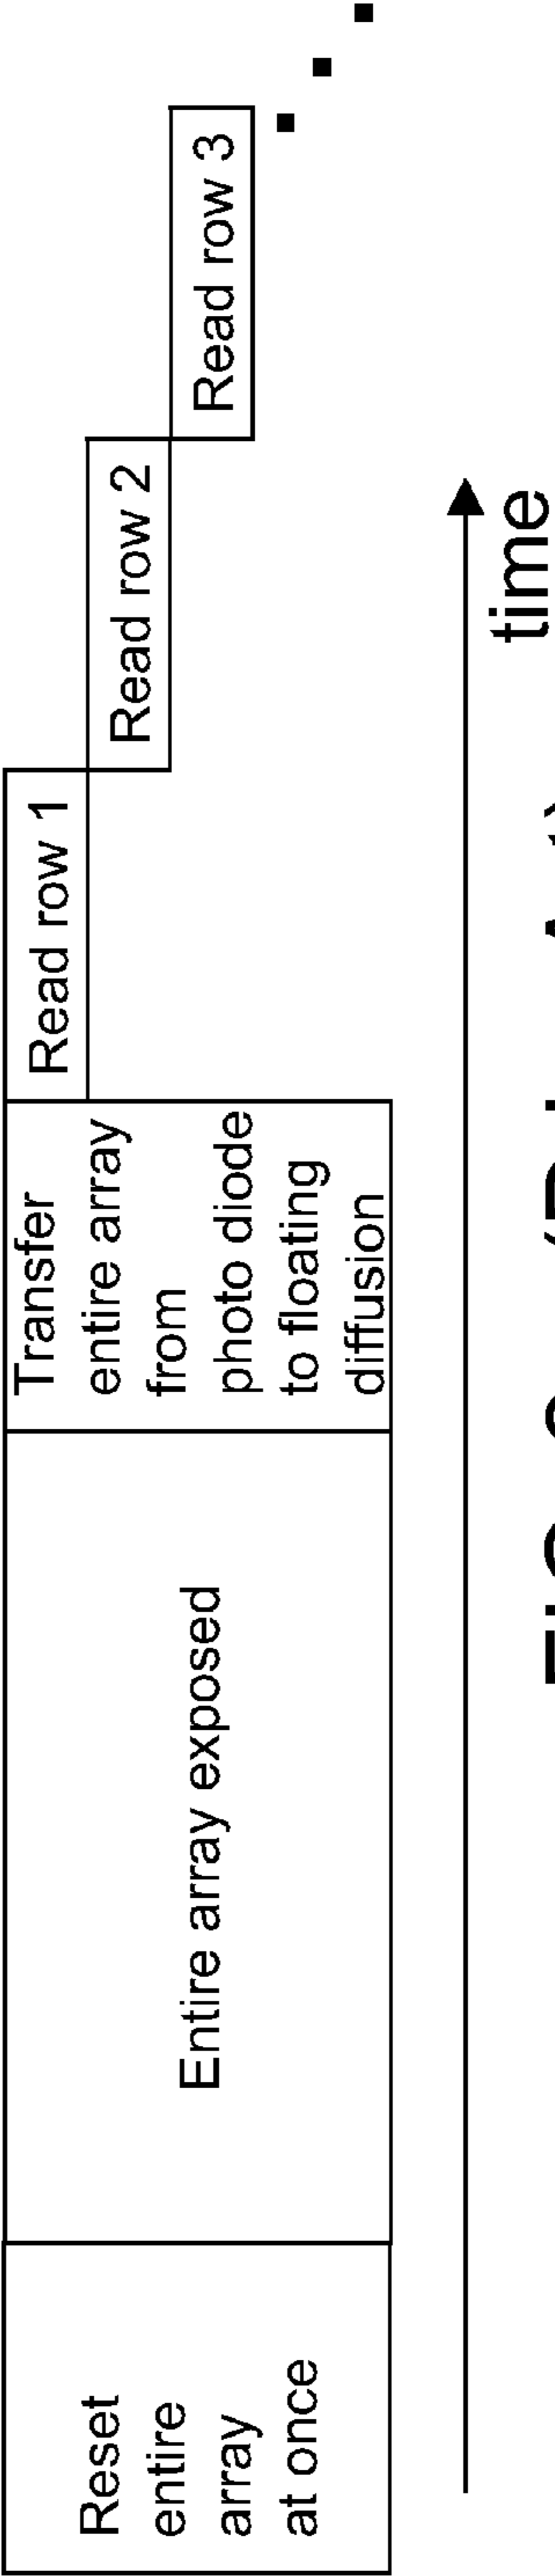 Reset
entire
array
at once
Entire array exposed
Transfer
entire array
from
photo diode
to floating
diffusion
Read row 1
Read row 2
Read row 3
time